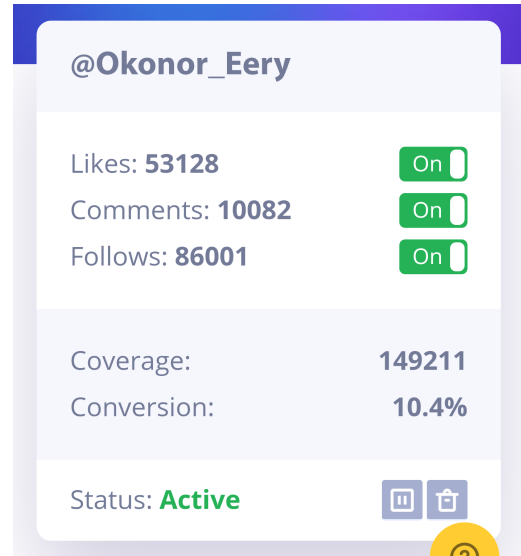 @Okonor_Eery
Likes: 53128 On
Comments: 10082 On
Follows: 86001 On
Coverage: 149211
Conversion: 10.4%
Status: Active